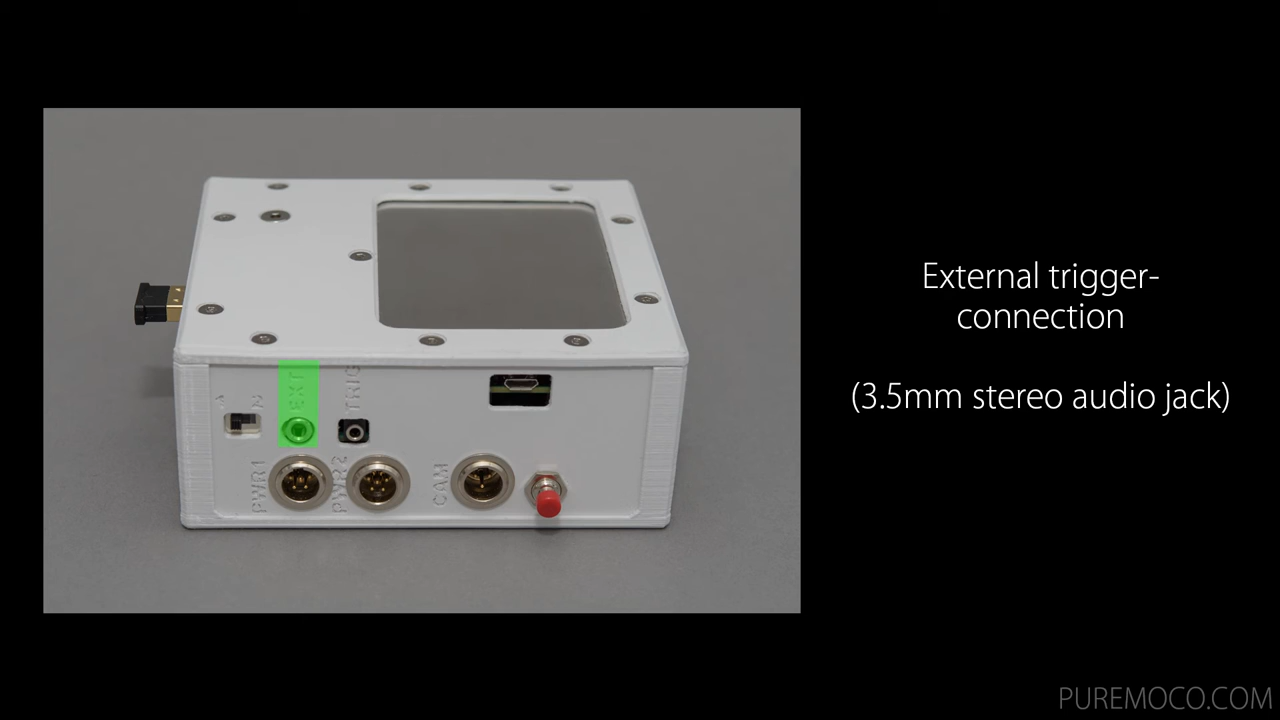 External trigger-
connection
(3.5mm stereo audio jack)
A
N
EXT
TRIG
PWR1
PWR2
CAM
PUREMOCO.COM